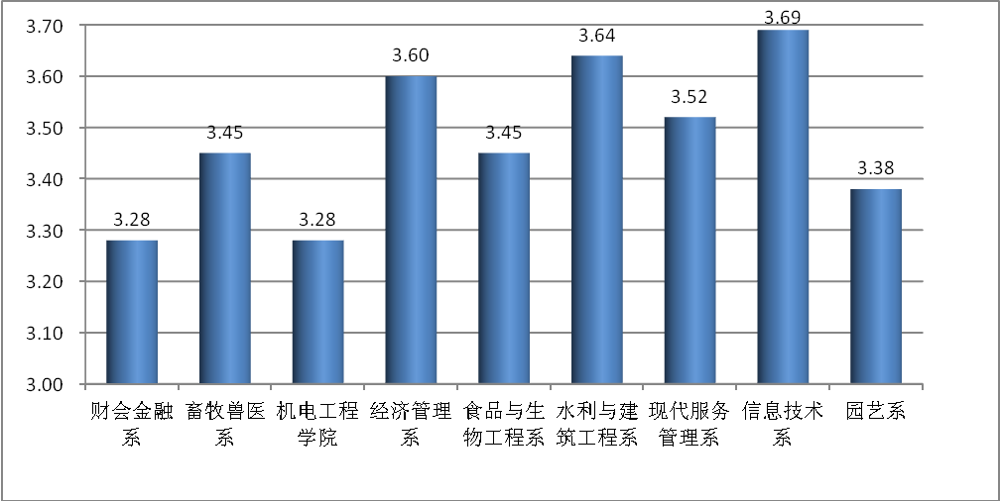 3.70
3.60
3.50
3.40
3.30
3.20
3.10
3.00
3.28
3.45
3.28
3.60
3.45
3.64
3.52
3.69
3.38
财会金融
系
畜牧兽医
系
机电工程
学院
经济管理
系
食品与生
物工程系
水利与建
筑工程系
现代服务
管理系
信息技术
系
园艺系